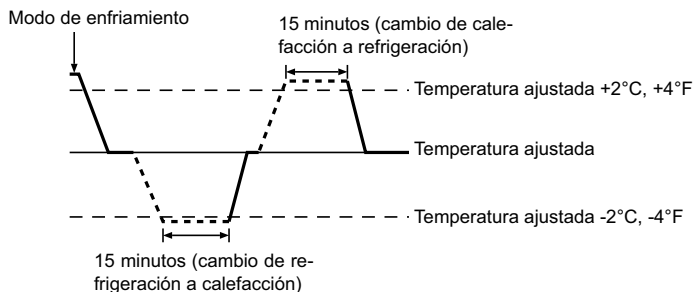 Modo de enfriamiento
15 minutos (cambio de cale-
facción a refrigeración)
Temperatura ajustada +2°C, +4°F
Temperatura ajustada
Temperatura ajustada -2°C, -4°F
15 minutos (cambio de re-
frigeración a calefacción)